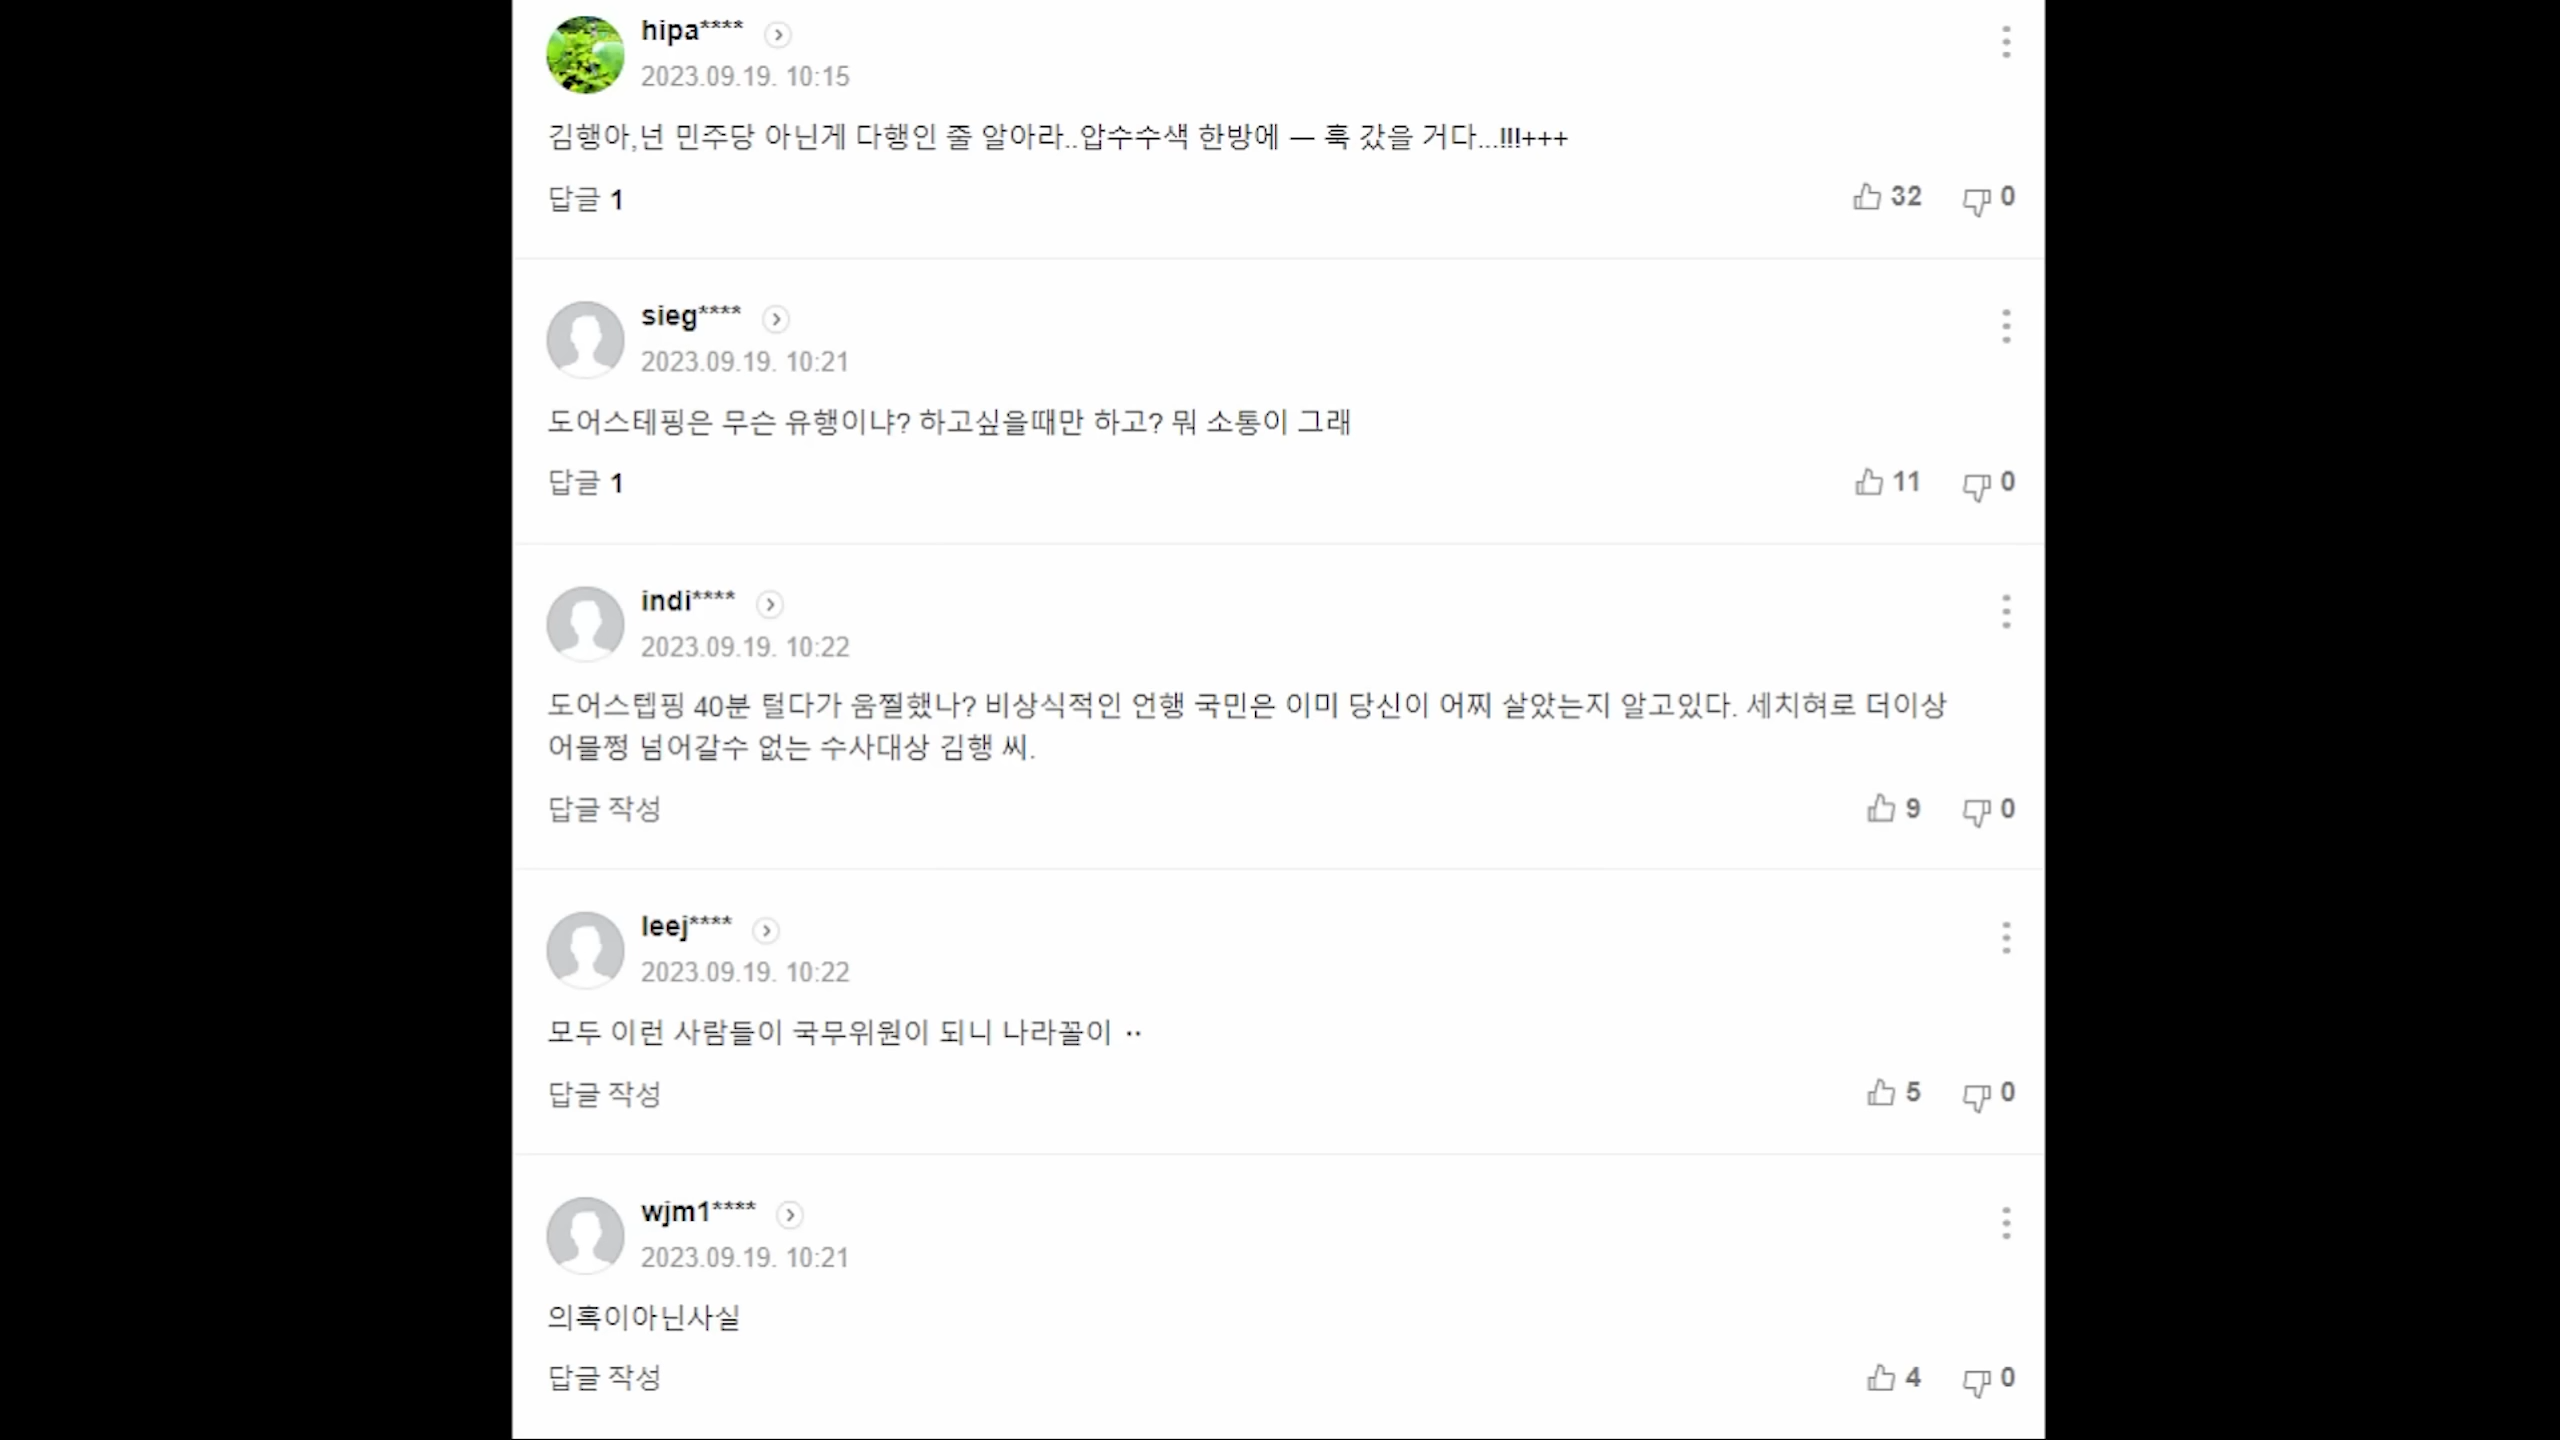 hipa****
2023.09.19. 10:15
김행아,넌 민주당 아닌게 다행인 줄 알아라..압수수색 한방에 — 훅 갔을 거다...!!!+++
답글 1
32 0
sieg****
2023.09.19. 10:21
도어스테핑은 무슨 유행이냐? 하고싶을때만 하고? 뭐 소통이 그래
답글 1
11 0
indi****
2023.09.19. 10:22
도어스텝핑 40분 털다가 움찔했나? 비상식적인 언행 국민은 이미 당신이 어찌 살았는지 알고있다. 세치혀로 더이상
어물쩡 넘어갈수 없는 수사대상 김행 씨.
답글 작성
9 0
leej****
2023.09.19. 10:22
모두 이런 사람들이 국무위원이 되니 나라꼴이 ··
답글 작성
5 0
wjm1****
2023.09.19. 10:21
의혹이아닌사실
답글 작성
4 0